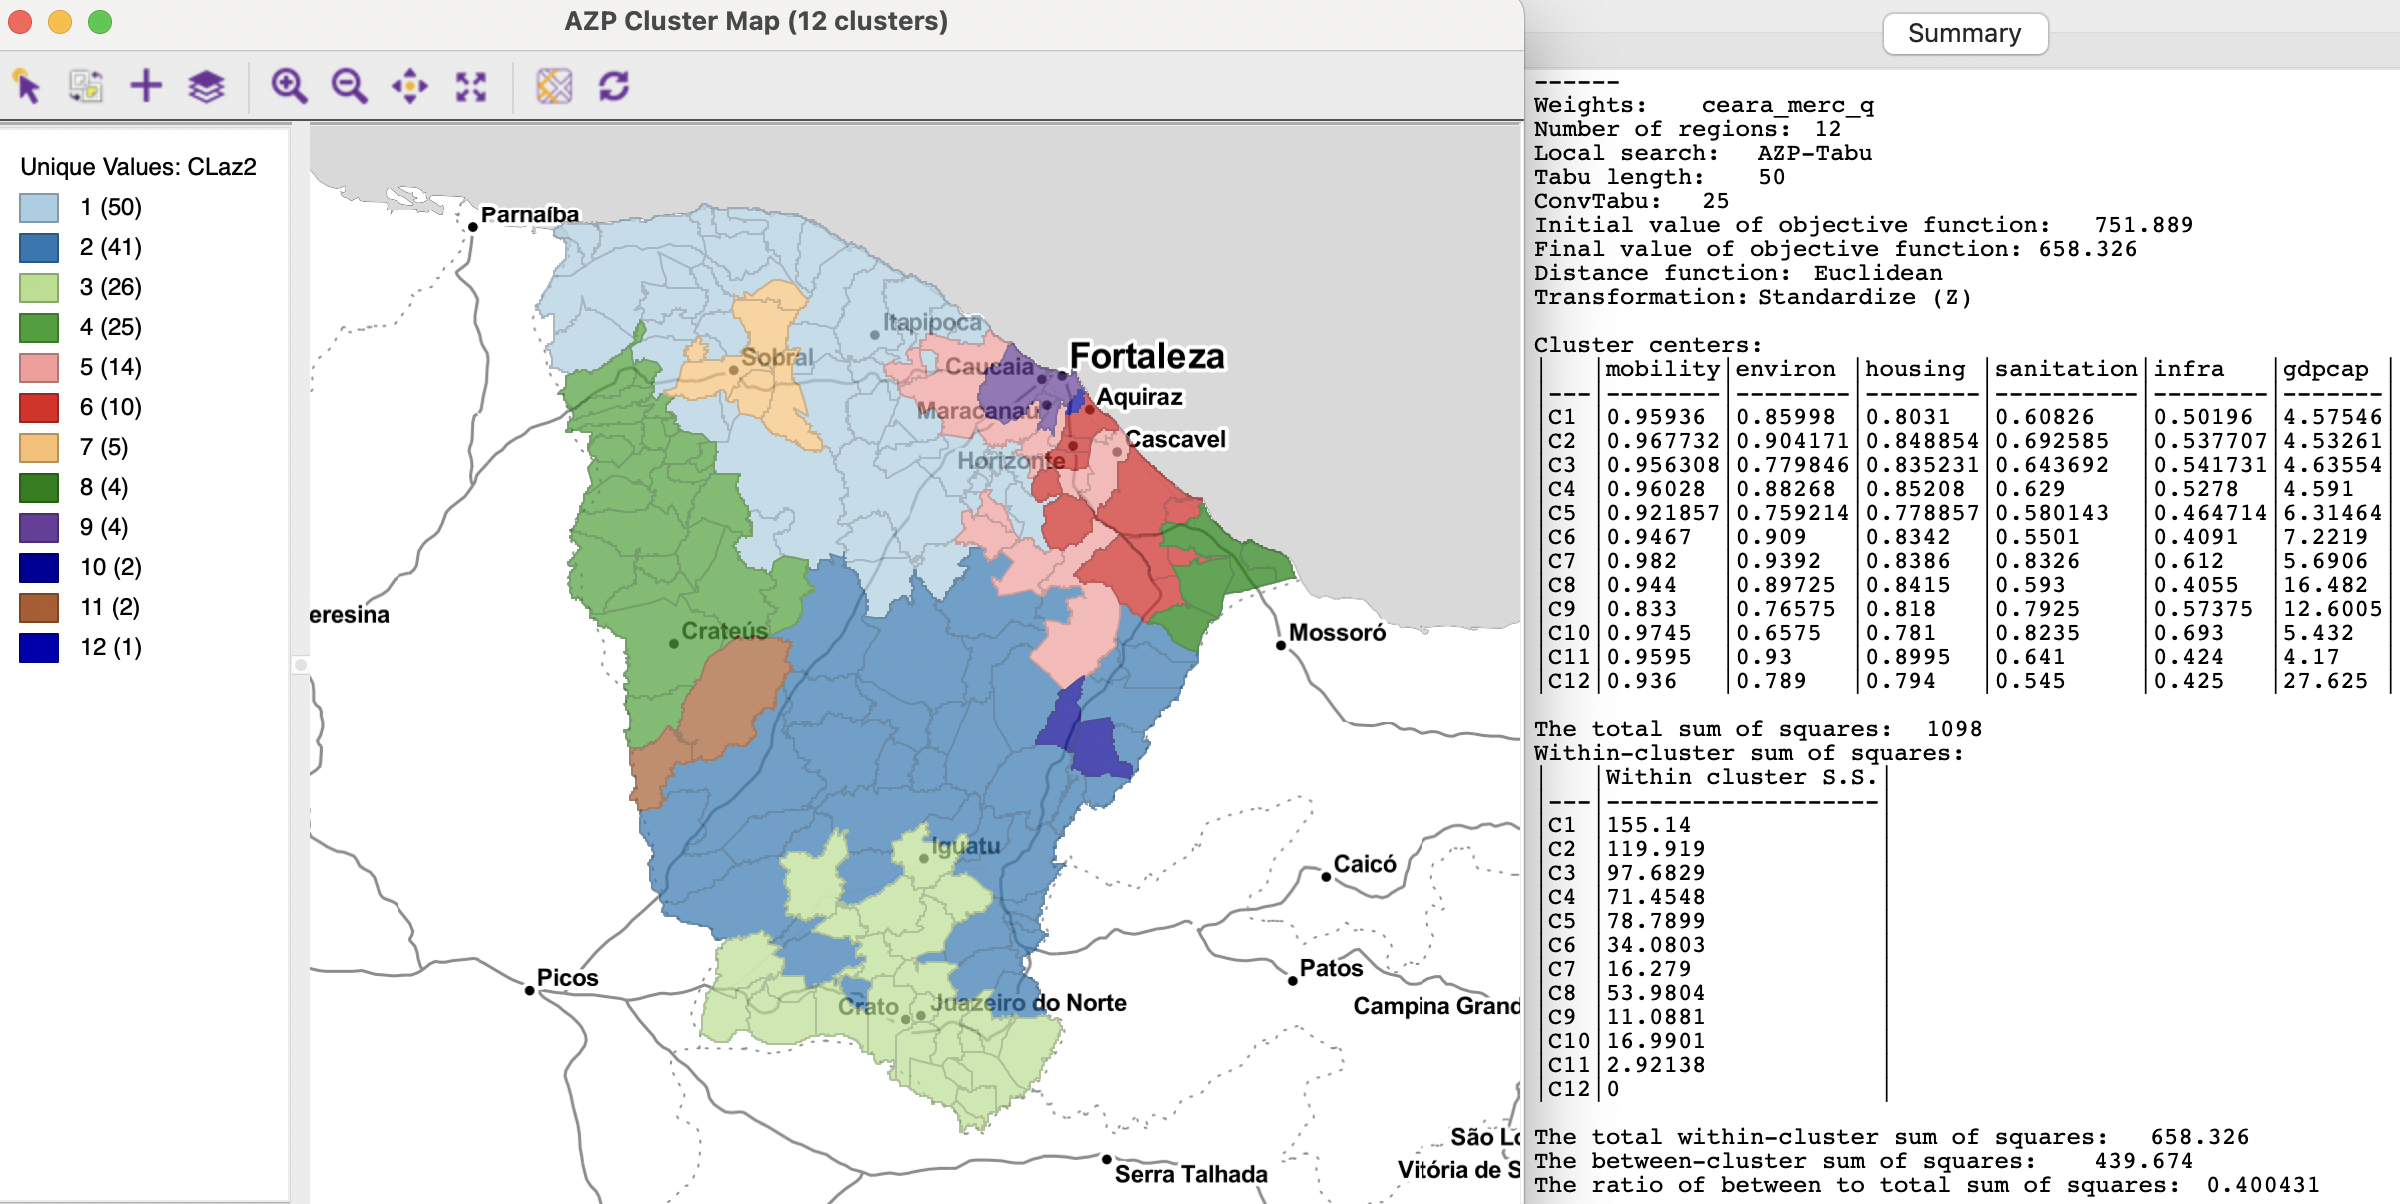 AZP Cluster Map (12 clusters)
Unique Values: CLaz2
1 (50)
2 (41)
3 (26)
4 (25)
5 (14)
6 (10)
7 (5)
8 (4)
9 (4)
10 (2)
11 (2)
12 (1)
Parnaíba
Itapipoca
Sobral
Caucaia
Fortaleza
Maracanaú
Aquiraz
Cascavel
Horizonte
eresina
Crateús
Mossoró
Iguatu
Caicó
Picos
Patos
Crato
Juazeiro do Norte
Campina Grand
São Lo
Vitória de S
Serra Talhada
Summary
------
Weights: ceara_merc_q
Number of regions: 12
Local search: AZP-Tabu
Tabu length: 50
ConvTabu: 25
Initial value of objective function: 751.889
Final value of objective function: 658.326
Distance function: Euclidean
Transformation: Standardize (Z)
Cluster centers:
| |mobility|environ |housing |sanitation|infra |gdpcap |
|---|--------|--------|--------|----------|--------|-------|
|C1 |0.95936 |0.85998 |0.8031 |0.60826 |0.50196 |4.57546|
|C2 |0.967732|0.904171|0.848854|0.692585 |0.537707|4.53261|
|C3 |0.956308|0.779846|0.835231|0.643692 |0.541731|4.63554|
|C4 |0.96028 |0.88268 |0.85208 |0.629 |0.5278 |4.591 |
|C5 |0.921857|0.759214|0.778857|0.580143 |0.464714|6.31464|
|C6 |0.9467 |0.909 |0.8342 |0.5501 |0.4091 |7.2219 |
|C7 |0.982 |0.9392 |0.8386 |0.8326 |0.612 |5.6906 |
|C8 |0.944 |0.89725 |0.8415 |0.593 |0.4055 |16.482 |
|C9 |0.833 |0.76575 |0.818 |0.7925 |0.57375 |12.6005|
|C10|0.9745 |0.6575 |0.781 |0.8235 |0.693 |5.432 |
|C11|0.9595 |0.93 |0.8995 |0.641 |0.424 |4.17 |
|C12|0.936 |0.789 |0.794 |0.545 |0.425 |27.625 |
The total sum of squares: 1098
Within-cluster sum of squares:
| |Within cluster S.S.|
|---|-------------------|
|C1 |155.14 |
|C2 |119.919 |
|C3 |97.6829 |
|C4 |71.4548 |
|C5 |78.7899 |
|C6 |34.0803 |
|C7 |16.279 |
|C8 |53.9804 |
|C9 |11.0881 |
|C10|16.9901 |
|C11|2.92138 |
|C12|0 |
The total within-cluster sum of squares: 658.326
The between-cluster sum of squares: 439.674
The ratio of between to total sum of squares: 0.400431